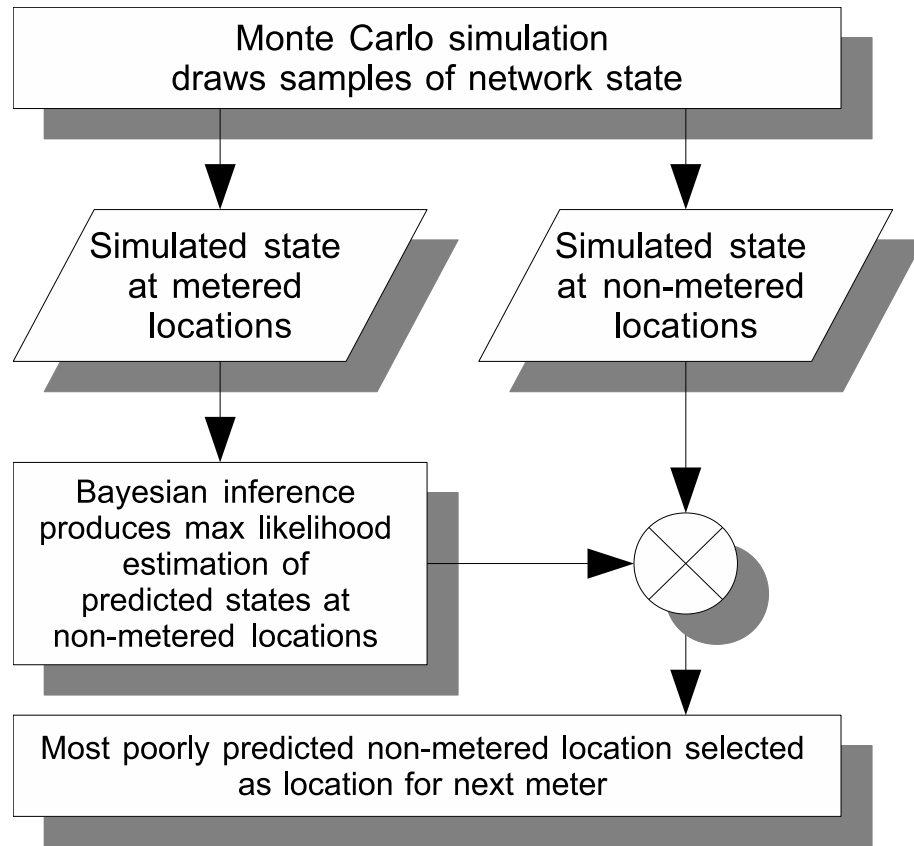 Monte Carlo simulation
draws samples of network state
Simulated state
at metered
locations
Simulated state
at non-metered
locations
Bayesian inference
produces max likelihood
estimation of
predicted states at
non-metered locations
Most poorly predicted non-metered location selected
as location for next meter